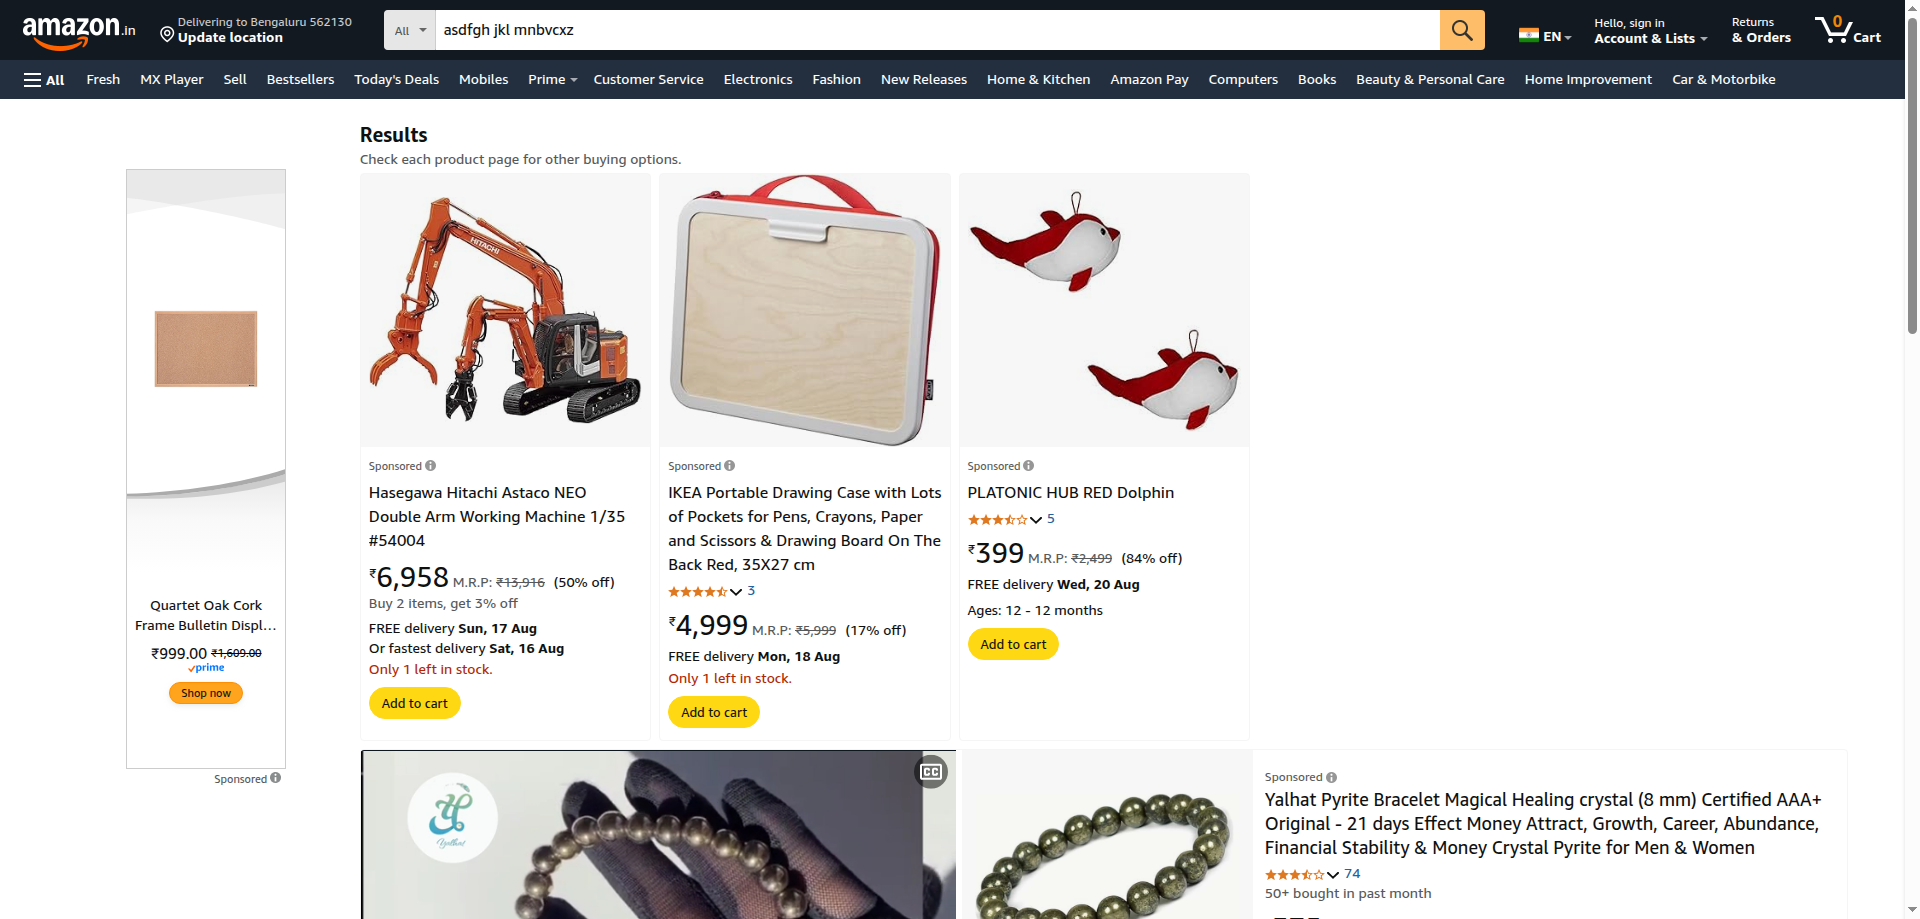 amazon.in
Delivering to Bengaluru 562130
Update location
All
asdfgh jkl mnbvcxz
EN
Hello, sign in
Account & Lists
Returns
& Orders
0
Cart
All Fresh MX Player Sell Bestsellers Today's Deals Mobiles Prime Customer Service Electronics Fashion New Releases Home & Kitchen Amazon Pay Computers Books Beauty & Personal Care Home Improvement Car & Motorbike
Results
Check each product page for other buying options.
Quartet Oak Cork
Frame Bulletin Displ...
₹999.00 ₹1,609.00
prime
Shop now
Sponsored
HITACHI
Sponsored
Hasegawa Hitachi Astaco NEO
Double Arm Working Machine 1/35
#54004
₹6,958 M.R.P: ₹13,916 (50% off)
Buy 2 items, get 3% off
FREE delivery Sun, 17 Aug
Or fastest delivery Sat, 16 Aug
Only 1 left in stock.
Add to cart
Sponsored
IKEA Portable Drawing Case with Lots
of Pockets for Pens, Crayons, Paper
and Scissors & Drawing Board On The
Back Red, 35X27 cm
3
₹4,999 M.R.P: ₹5,999 (17% off)
FREE delivery Mon, 18 Aug
Only 1 left in stock.
Add to cart
Sponsored
PLATONIC HUB RED Dolphin
5
₹399 M.R.P: ₹2,499 (84% off)
FREE delivery Wed, 20 Aug
Ages: 12 - 12 months
Add to cart
Yalhat
CC
Sponsored
Yalhat Pyrite Bracelet Magical Healing crystal (8 mm) Certified AAA+
Original - 21 days Effect Money Attract, Growth, Career, Abundance,
Financial Stability & Money Crystal Pyrite for Men & Women
74
50+ bought in past month